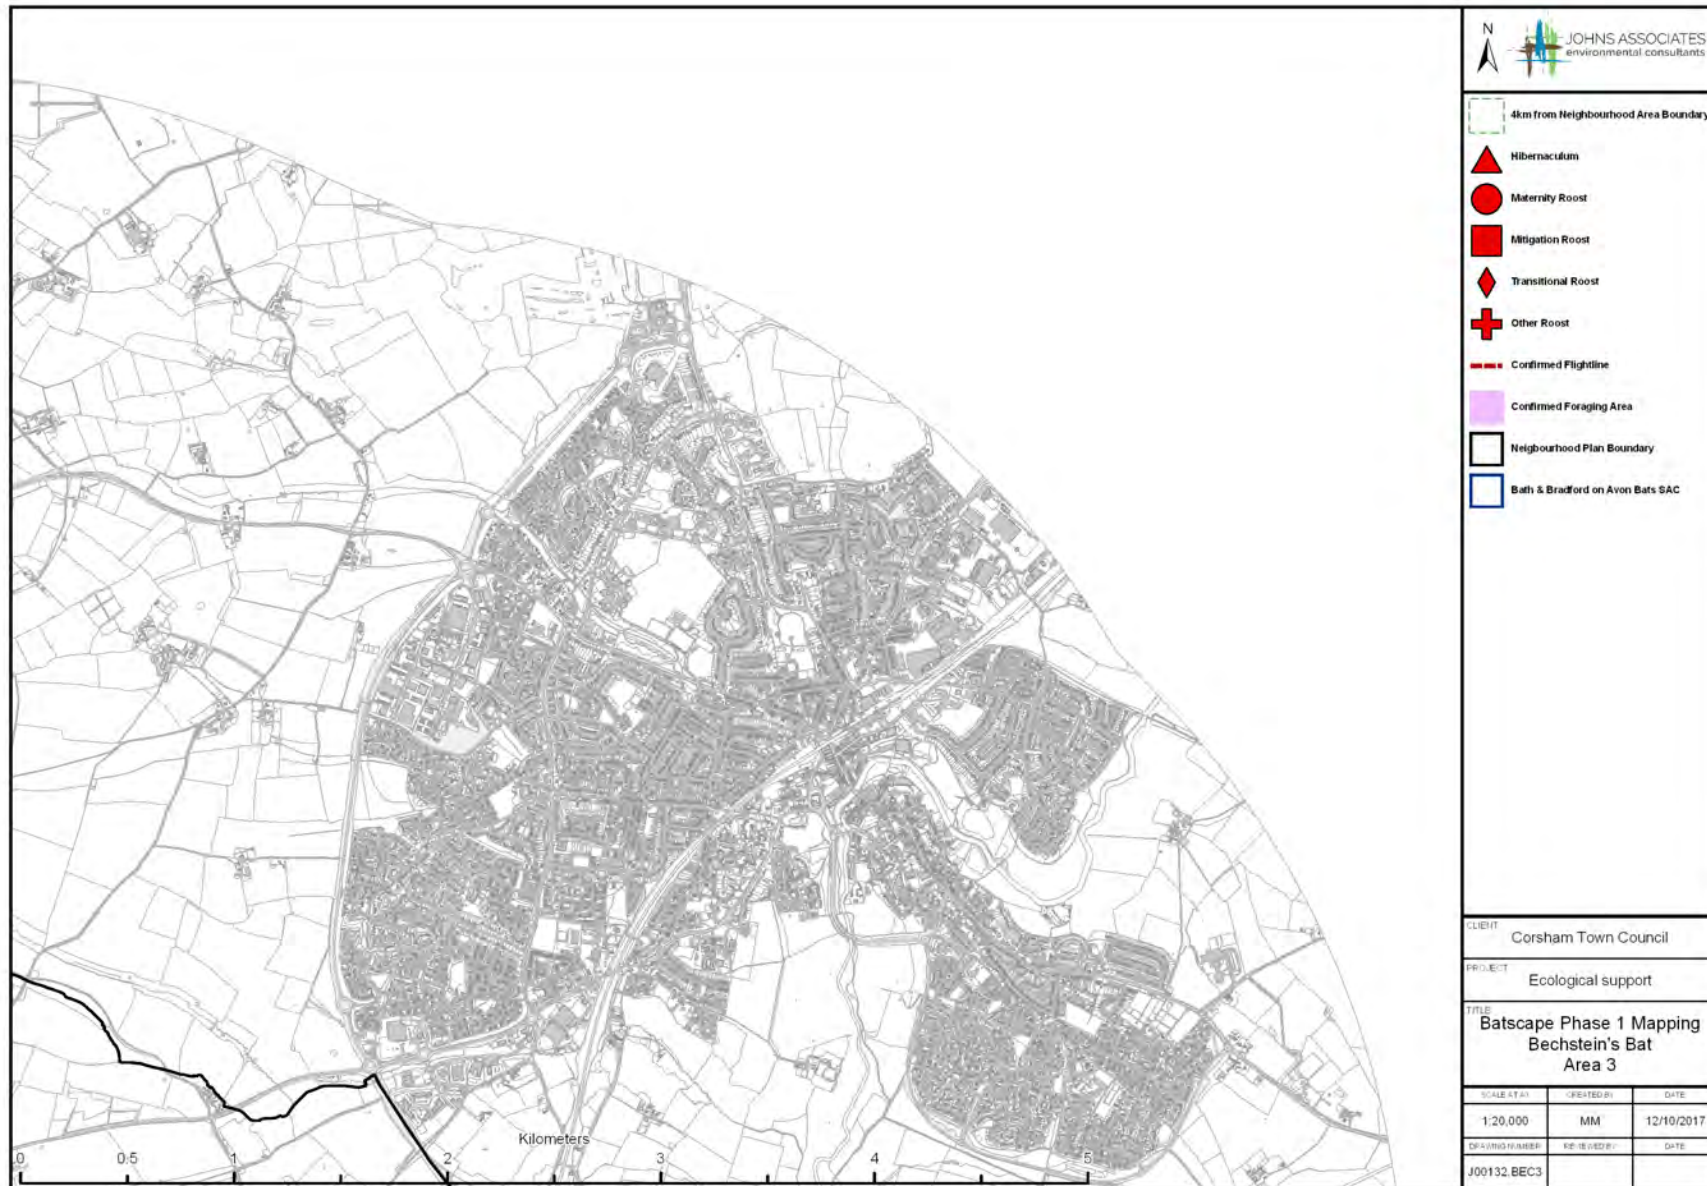 N
JOHNS ASSOCIATES
environmental consultants
4km from Neighbourhood Area Boundary
Hibernaculum
Maternity Roost
Mitigation Roost
Transitional Roost
Other Roost
Confirmed Flightline
Confirmed Foraging Area
Neigbourhood Plan Boundary
Bath & Bradford on Avon Bats SAC
CLIENT
Corsham Town Council
PROJECT
Ecological support
TITLE
Batscape Phase 1 Mapping
Bechstein's Bat
Area 3
SCALE AT A3 CREATED BY DATE
1:20,000 MM 12/10/2017
DRAWING NUMBER REVIEWED BY DATE
J00132.BEC3
Kilometers
0 0.5 1 2 3 4 5